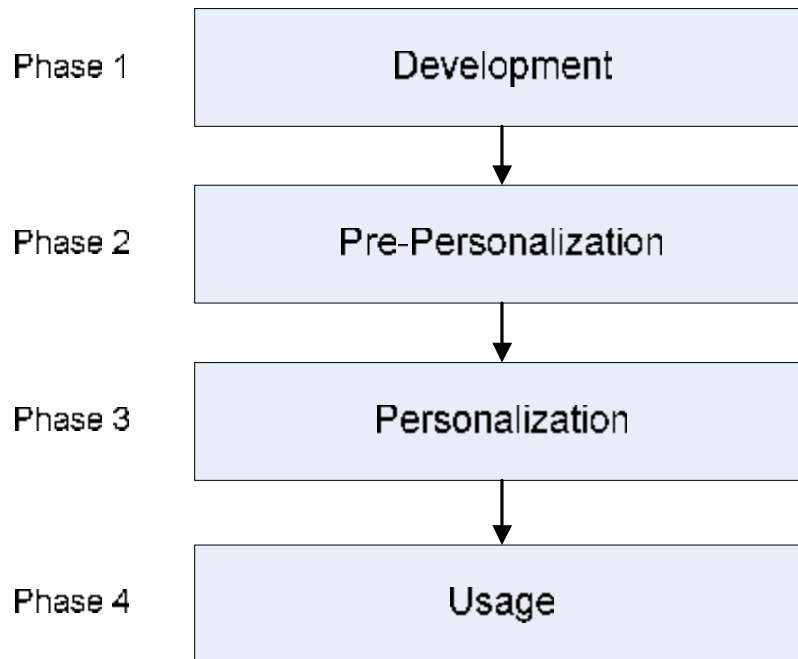 Phase 1
Development
Phase 2
Pre-Personalization
Phase 3
Personalization
Phase 4
Usage